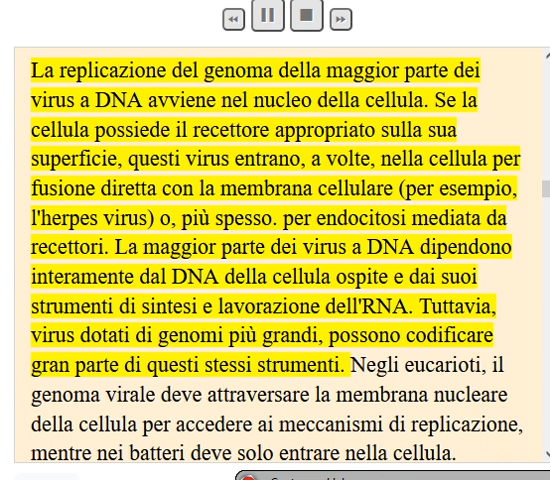 La replicazione del genoma della maggior parte dei
virus a DNA avviene nel nucleo della cellula. Se la
cellula possiede il recettore appropriato sulla sua
superficie, questi virus entrano, a volte, nella cellula per
fusione diretta con la membrana cellulare (per esempio,
l'herpes virus) o, più spesso. per endocitosi mediata da
recettori. La maggior parte dei virus a DNA dipendono
interamente dal DNA della cellula ospite e dai suoi
strumenti di sintesi e lavorazione dell'RNA. Tuttavia,
virus dotati di genomi più grandi, possono codificare
gran parte di questi stessi strumenti. Negli eucarioti, il
genoma virale deve attraversare la membrana nucleare
della cellula per accedere ai meccanismi di replicazione,
mentre nei batteri deve solo entrare nella cellula.